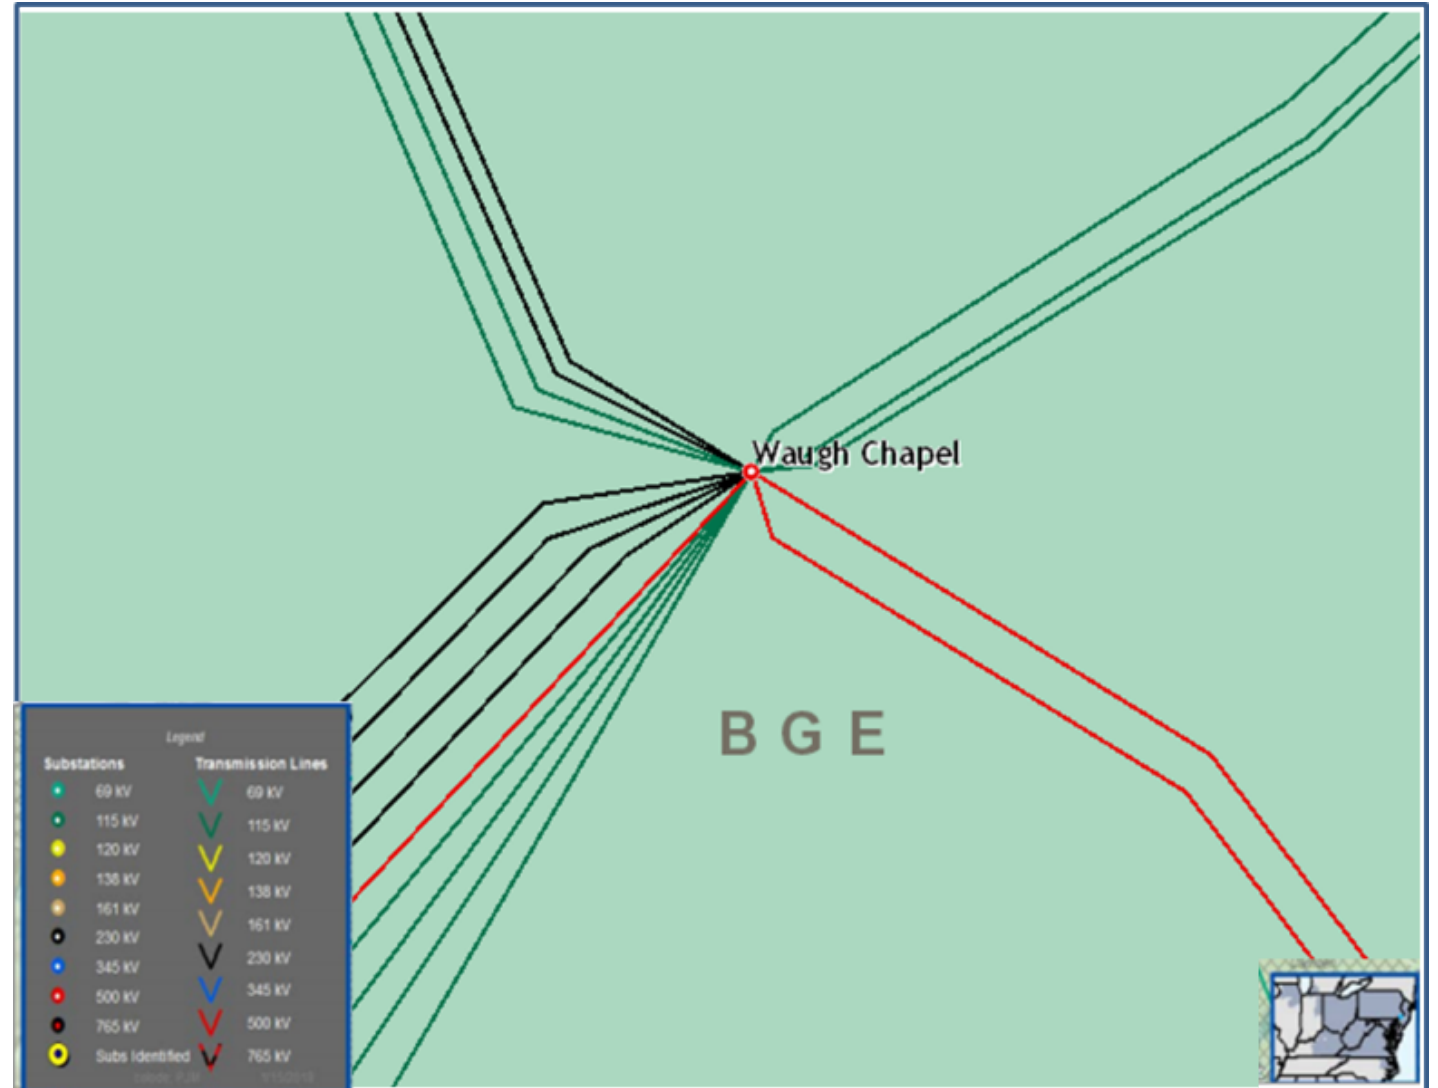 Waugh Chapel
B G E
Legend
Substations Transmission Lines
69 kV 69 kV
115 kV 115 kV
120 kV 120 kV
138 kV 138 kV
161 kV 161 kV
230 kV 230 kV
345 kV 345 kV
500 kV 500 kV
765 kV 765 kV
Subs Identified